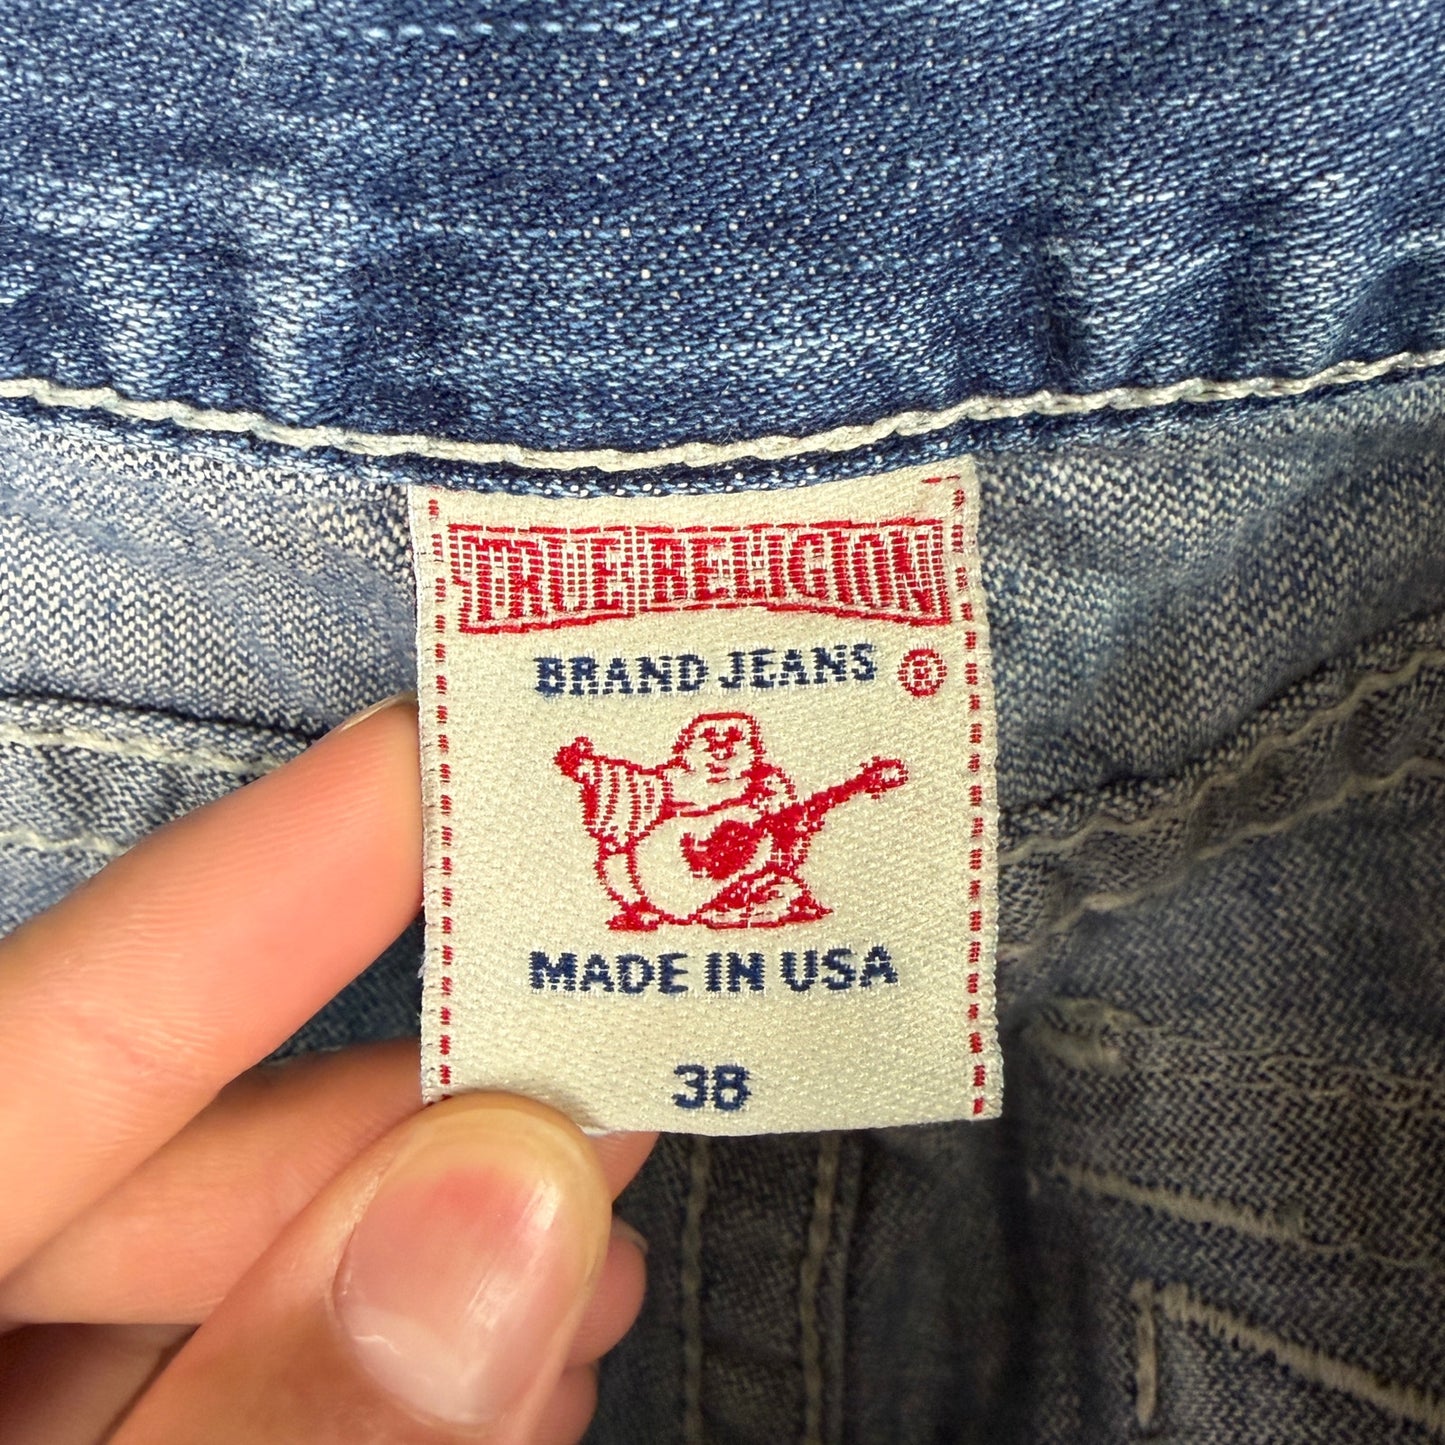 TRUE RELIGION
BRAND JEANS ®
MADE IN USA
38